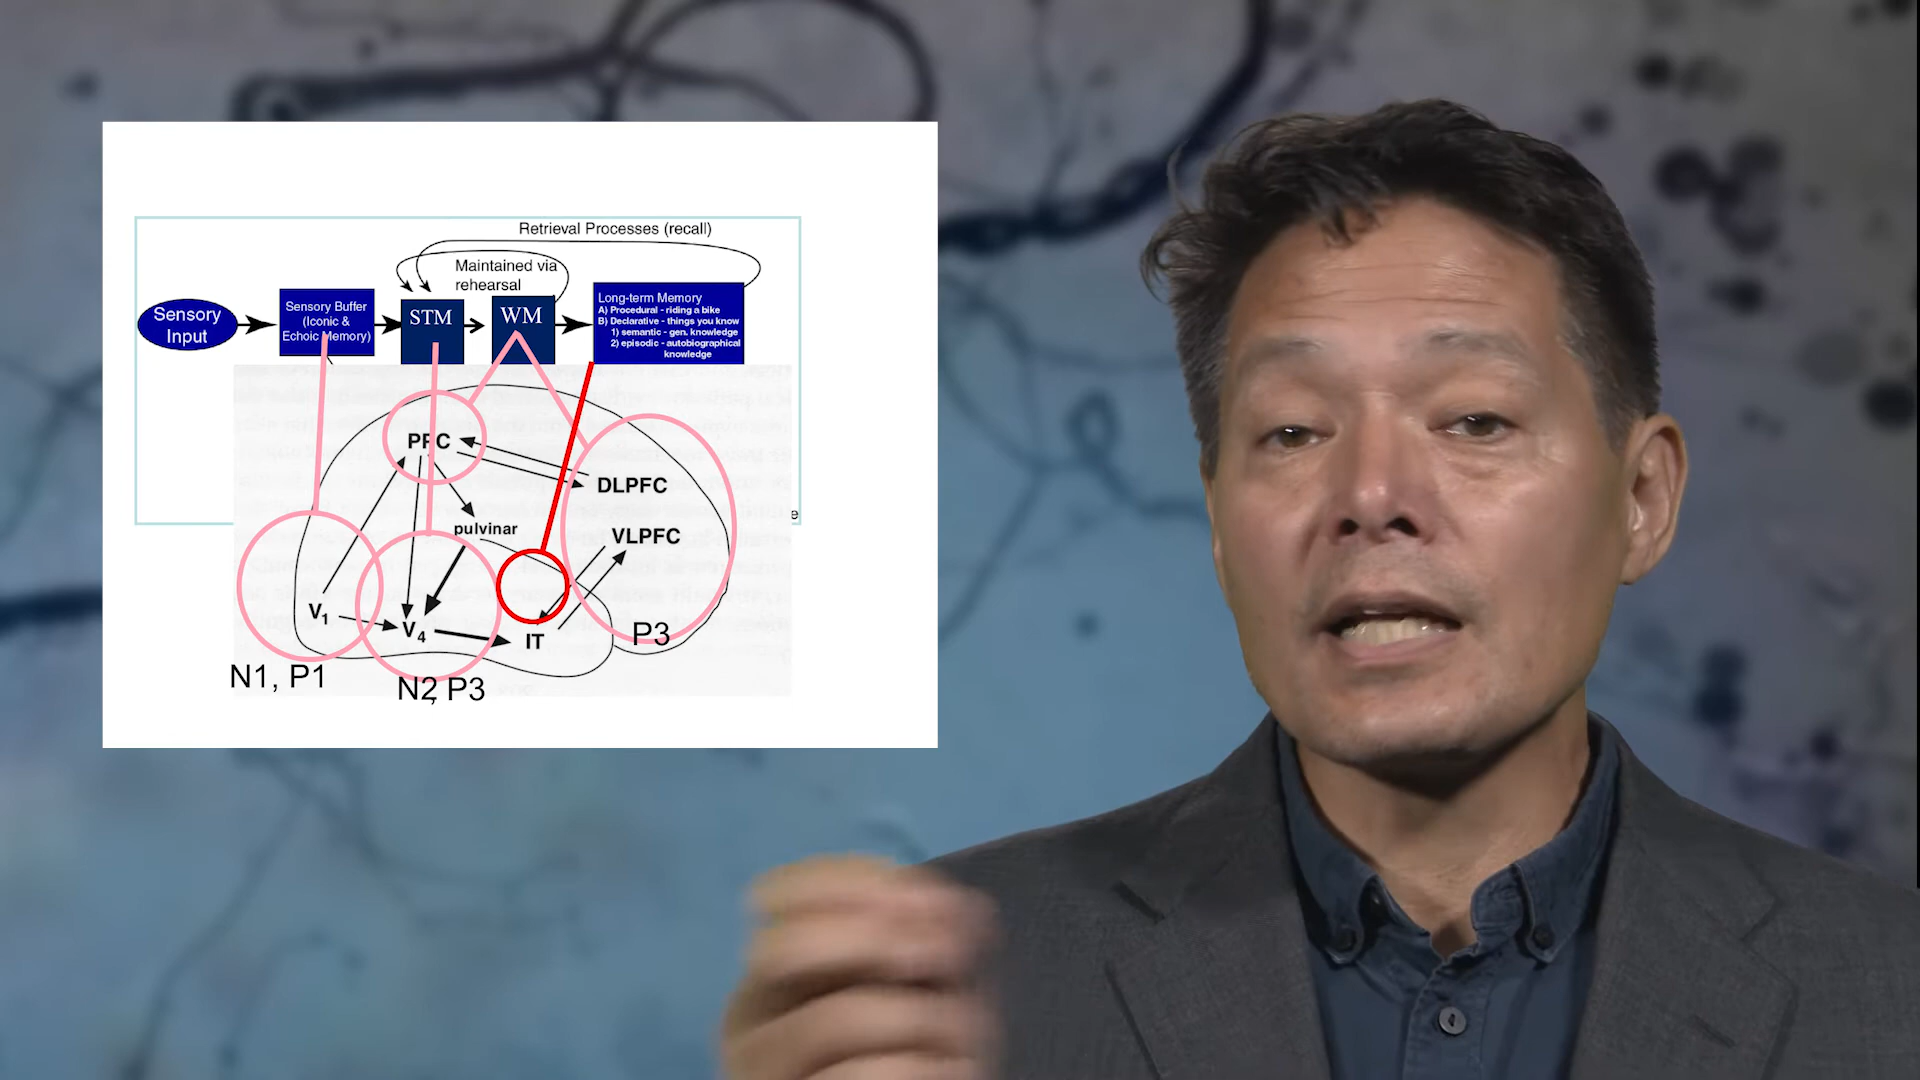 Retrieval Processes (recall)
Maintained via
rehearsal
Sensory
Input
Sensory Buffer
(Iconic &
Echoic Memory)
STM
WM
Long-term Memory
A) Procedural - riding a bike
B) Declarative - things you know
1) semantic - gen. knowledge
2) episodic - autobiographical
knowledge
PFC
DLPFC
e
pulvinar
VLPFC
V1
V4
IT
P3
N1, P1
N2, P3